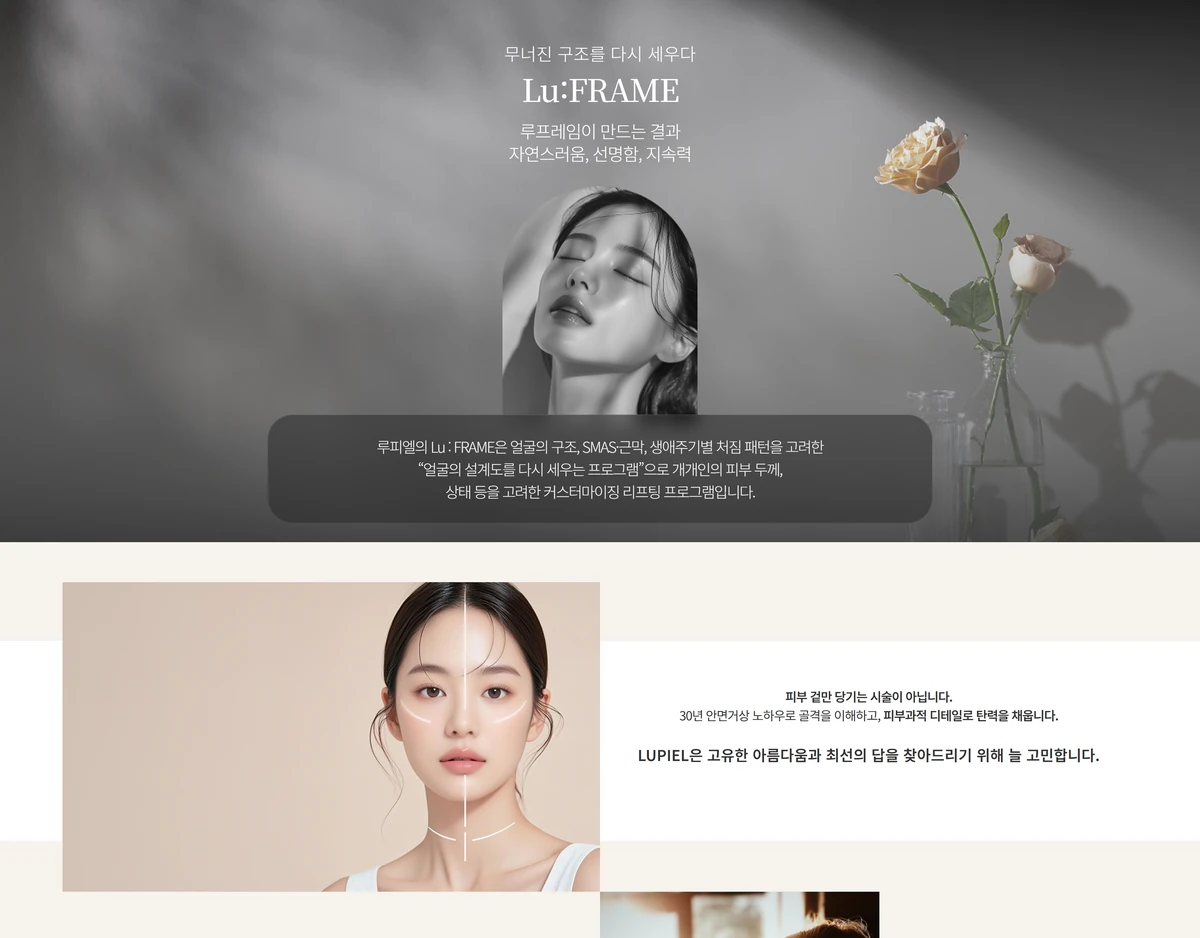 무너진 구조를 다시 세우다
Lu:FRAME
루프레임이 만드는 결과
자연스러움, 선명함, 지속력
루피엘의 Lu : FRAME은 얼굴의 구조, SMAS·근막, 생애주기별 처짐 패턴을 고려한
“얼굴의 설계도를 다시 세우는 프로그램”으로 개개인의 피부 두께,
상태 등을 고려한 커스터마이징 리프팅 프로그램입니다.
피부 겉만 당기는 시술이 아닙니다.
30년 안면거상 노하우로 골격을 이해하고, 피부과적 디테일로 탄력을 채웁니다.
LUPIEL은 고유한 아름다움과 최선의 답을 찾아드리기 위해 늘 고민합니다.